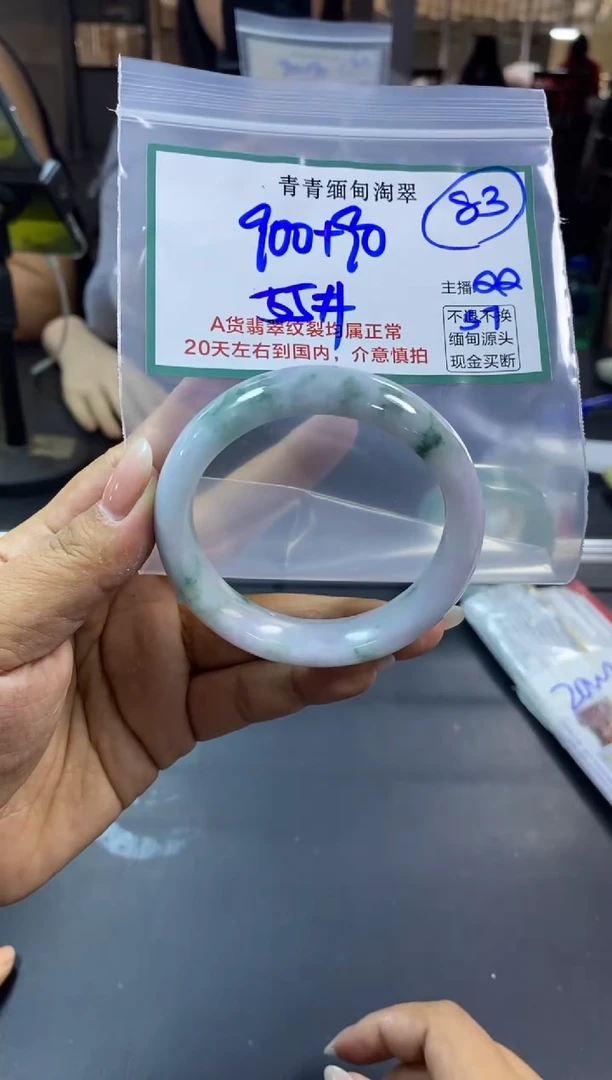 青青缅甸淘翠
83
900+90
主播QQ
55#
57
不退不换
A货翡翠纹裂均属正常
缅甸源头
20天左右到国内，介意慎拍
现金买断